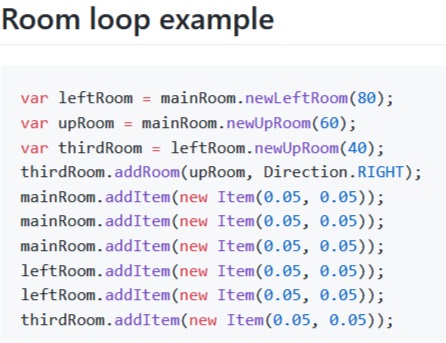 Room loop example
var leftRoom = mainRoom.newLeftRoom(80);
var upRoom = mainRoom.newUpRoom(60);
var thirdRoom = leftRoom.newUpRoom(40);
thirdRoom.addRoom(upRoom, Direction.RIGHT);
mainRoom.addItem(new Item(0.05, 0.05));
mainRoom.addItem(new Item(0.05, 0.05));
mainRoom.addItem(new Item(0.05, 0.05));
leftRoom.addItem(new Item(0.05, 0.05));
leftRoom.addItem(new Item(0.05, 0.05));
thirdRoom.addItem(new Item(0.05, 0.05));